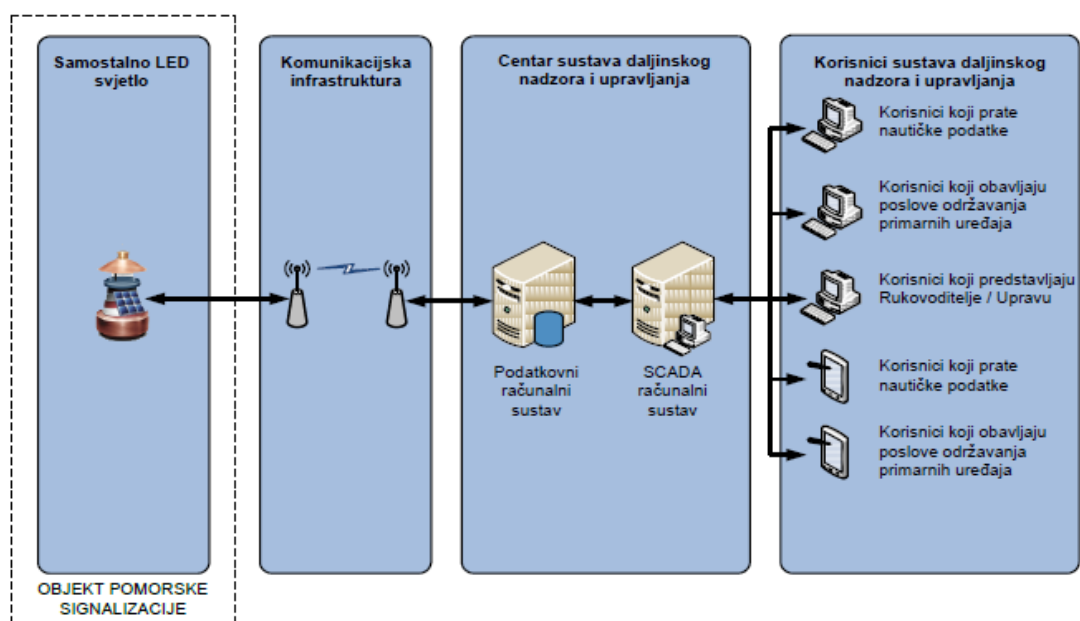 Samostalno LED
svjetlo
OBJEKT POMORSKE
SIGNALIZACIJE
Komunikacijska
infrastruktura
Centar sustava daljinskog
nadzora i upravljanja
Podatkovni
računalni
sustav
SCADA
računalni
sustav
Korisnici sustava daljinskog
nadzora i upravljanja
Korisnici koji prate
nautičke podatke
Korisnici koji obavljaju
poslove održavanja
primarnih uređaja
Korisnici koji predstavljaju
Rukovoditelje / Upravu
Korisnici koji prate
nautičke podatke
Korisnici koji obavljaju
poslove održavanja
primarnih uređaja